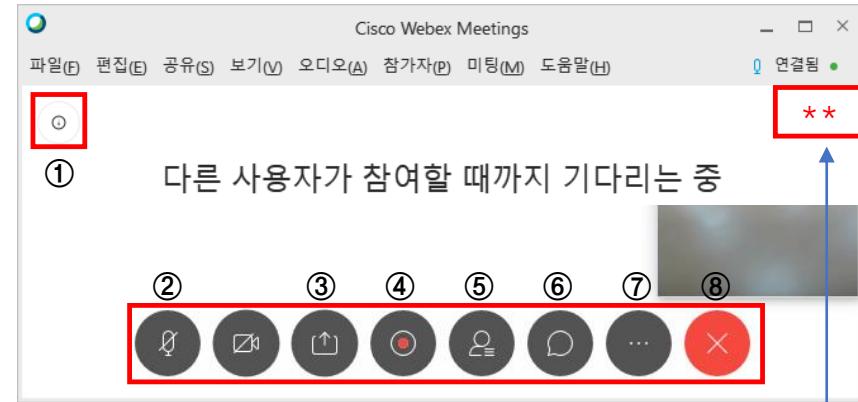 Cisco Webex Meetings
파일(F) 편집(E) 공유(S) 보기(V) 오디오(A) 참가자(P) 미팅(M) 도움말(H) 연결됨
**
①
다른 사용자가 참여할 때까지 기다리는 중
② ③ ④ ⑤ ⑥ ⑦ ⑧